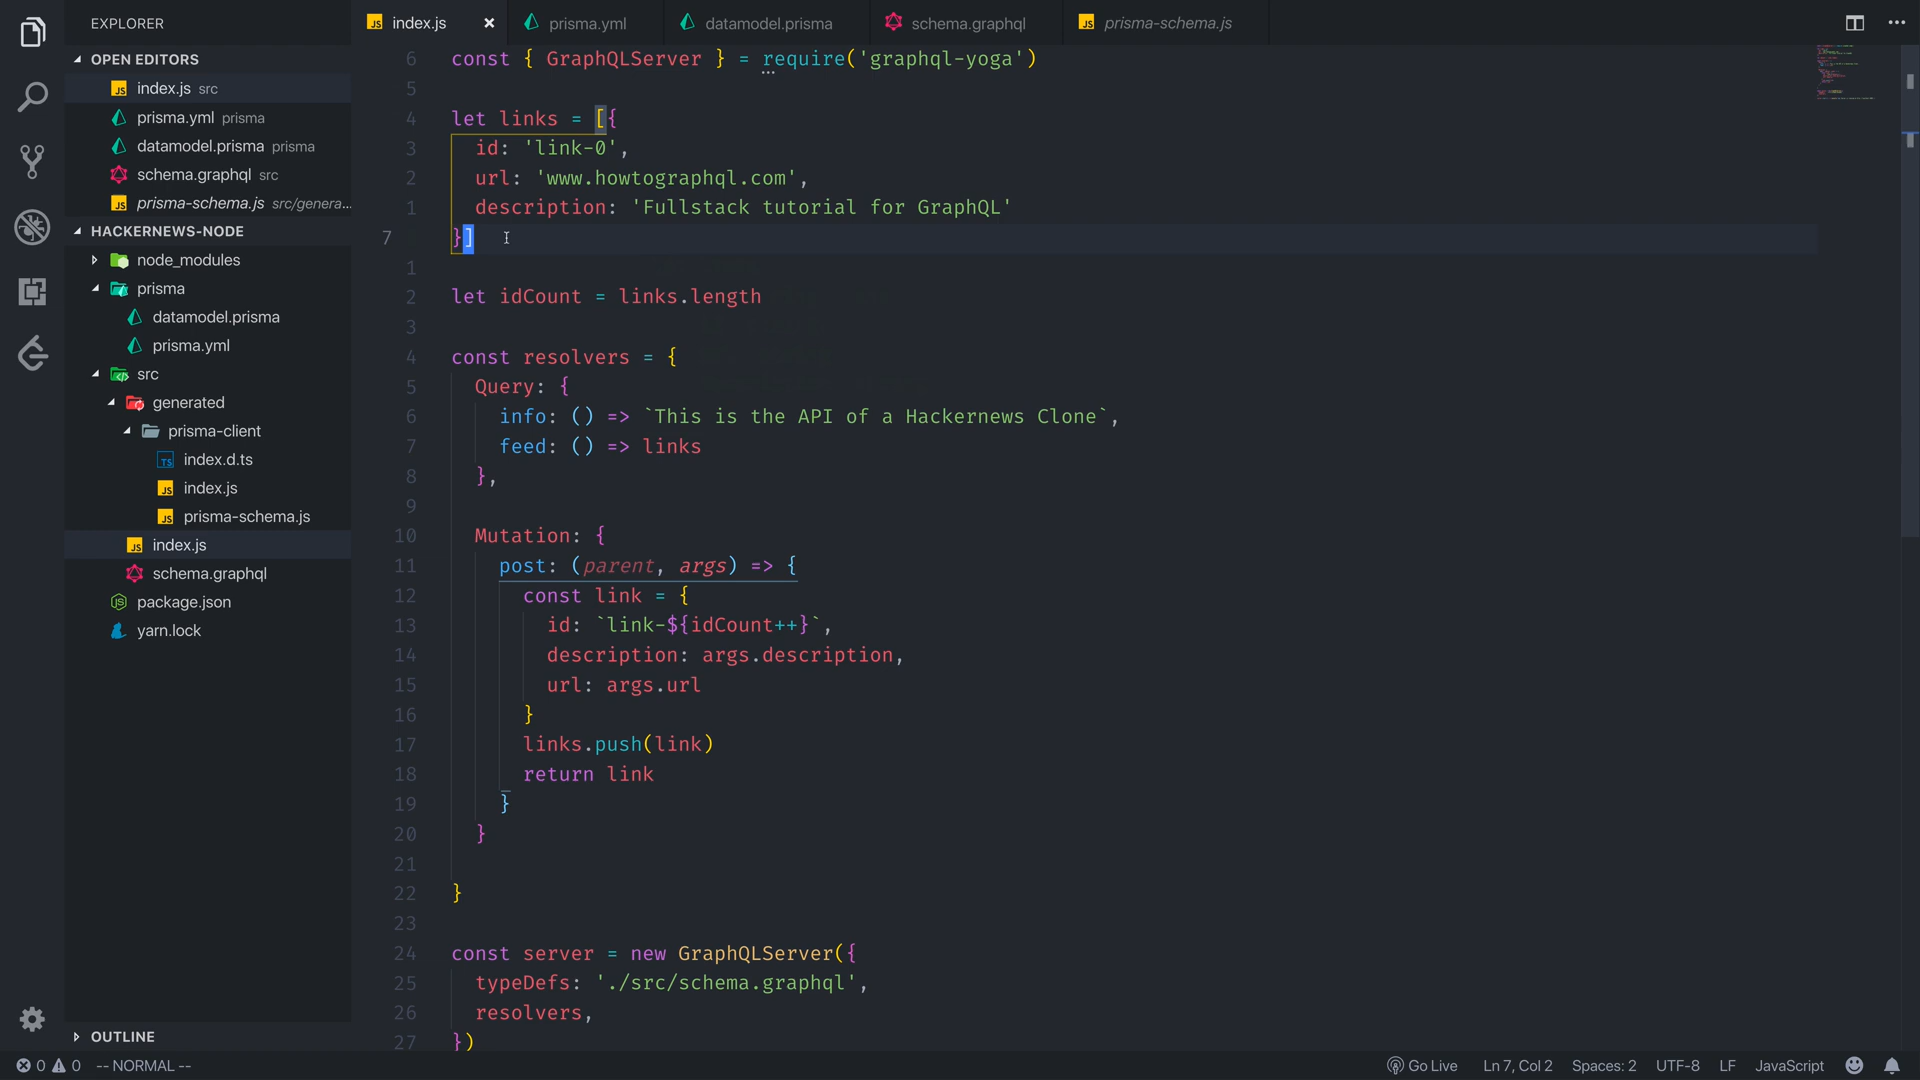 EXPLORER
OPEN EDITORS
index.js src
prisma.yml prisma
datamodel.prisma prisma
schema.graphql src
prisma-schema.js src/genera...
HACKERNEWS-NODE
node_modules
prisma
datamodel.prisma
prisma.yml
src
generated
prisma-client
index.d.ts
index.js
prisma-schema.js
index.js
schema.graphql
package.json
yarn.lock
OUTLINE
index.js
prisma.yml
datamodel.prisma
schema.graphql
prisma-schema.js
6 const { GraphQLServer } = require('graphql-yoga')
5
4 let links = [{
3 id: 'link-0',
2 url: 'www.howtographql.com',
1 description: 'Fullstack tutorial for GraphQL'
7 }]
1
2 let idCount = links.length
3
4 const resolvers = {
5 Query: {
6 info: () => `This is the API of a Hackernews Clone`,
7 feed: () => links
8 },
9
10 Mutation: {
11 post: (parent, args) => {
12 const link = {
13 id: `link-${idCount++}`,
14 description: args.description,
15 url: args.url
16 }
17 links.push(link)
18 return link
19 }
20 }
21
22 }
23
24 const server = new GraphQLServer({
25 typeDefs: './src/schema.graphql',
26 resolvers,
27 })
0 0 -- NORMAL -- Go Live Ln 7, Col 2 Spaces: 2 UTF-8 LF JavaScript